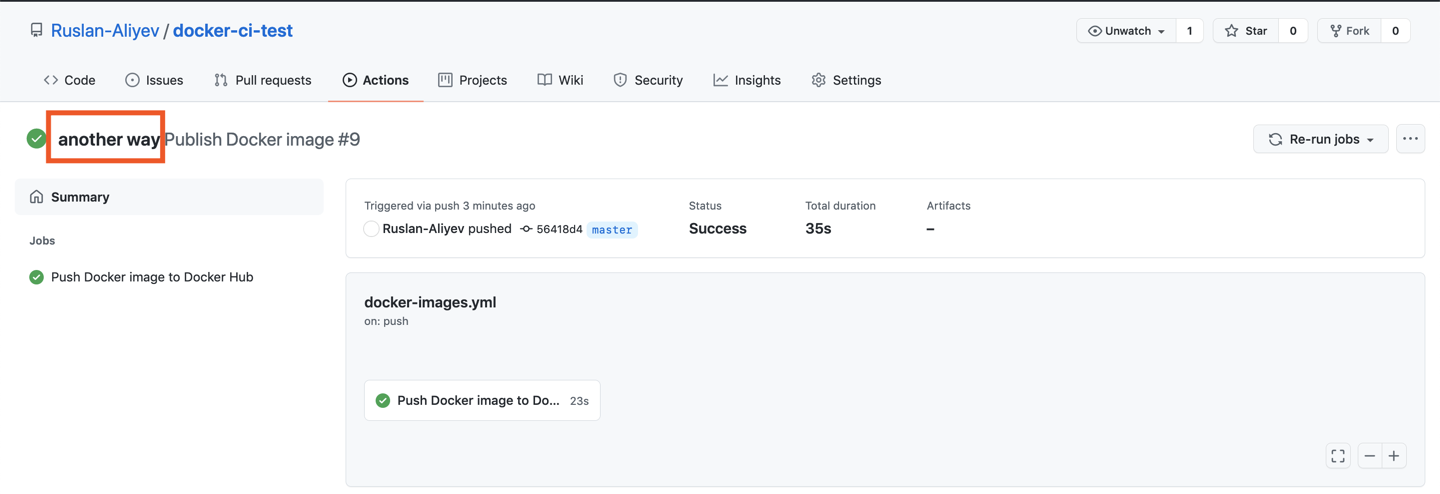 Ruslan-Aliyev / docker-ci-test
Unwatch 1 Star 0 Fork 0
Code Issues Pull requests Actions Projects Wiki Security Insights Settings
another way Publish Docker image #9
Re-run jobs ...
Summary
Jobs
Push Docker image to Docker Hub
Triggered via push 3 minutes ago
Ruslan-Aliyev pushed 56418d4 master
Status
Success
Total duration
35s
Artifacts
–
docker-images.yml
on: push
Push Docker image to Do... 23s